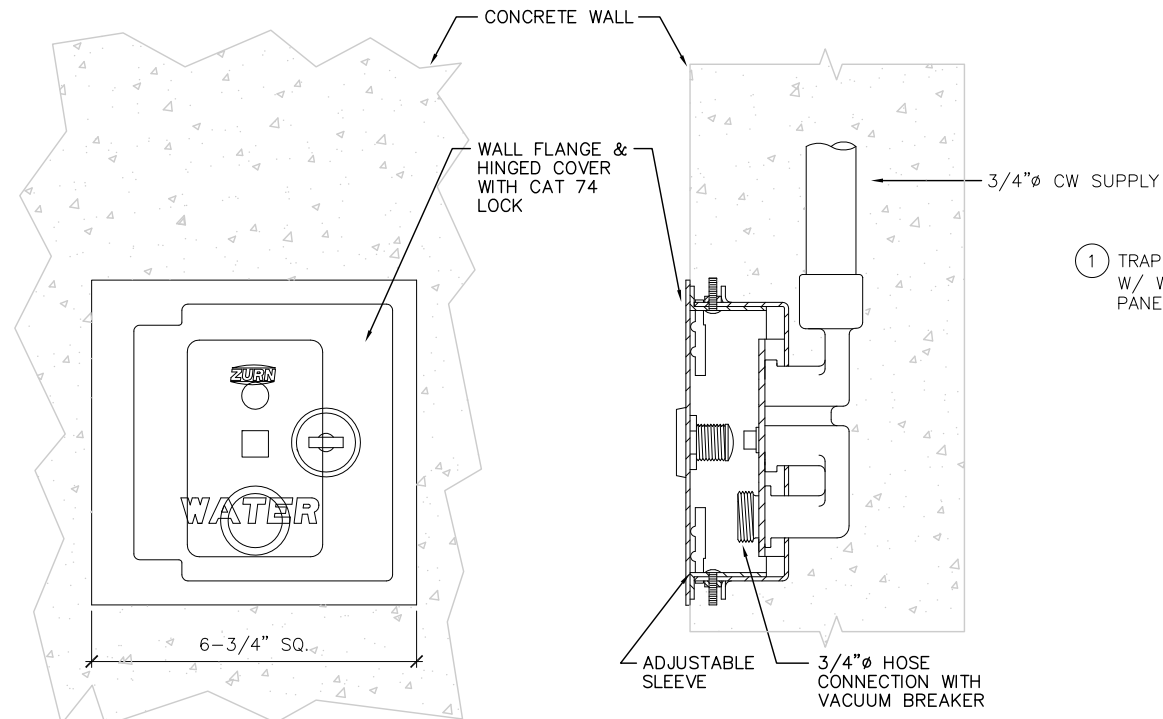 CONCRETE WALL
WALL FLANGE &
HINGED COVER
WITH CAT 74
LOCK
3/4"ø CW SUPPLY
1 TRAP
W/ W
PANE
ZURN
WATER
6-3/4" SQ.
ADJUSTABLE
SLEEVE
3/4"ø HOSE
CONNECTION WITH
VACUUM BREAKER